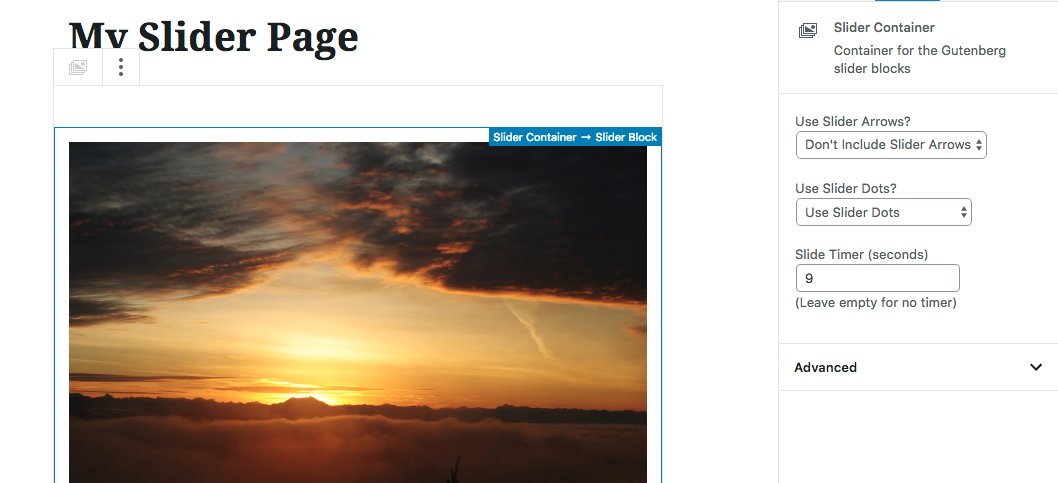 My Slider Page
Slider Container → Slider Block
Slider Container
Container for the Gutenberg
slider blocks
Use Slider Arrows?
Don't Include Slider Arrows
Use Slider Dots?
Use Slider Dots
Slide Timer (seconds)
9
(Leave empty for no timer)
Advanced